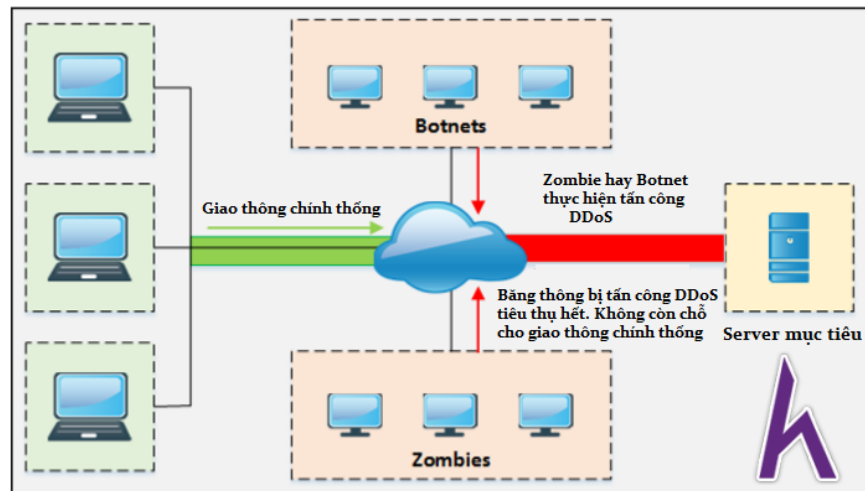 Botnets
Giao thông chính thống
Zombie hay Botnet
thực hiện tấn công
DDoS
Băng thông bị tấn công DDoS
tiêu thụ hết. Không còn chỗ
cho giao thông chính thống
Server mục tiêu
Zombies